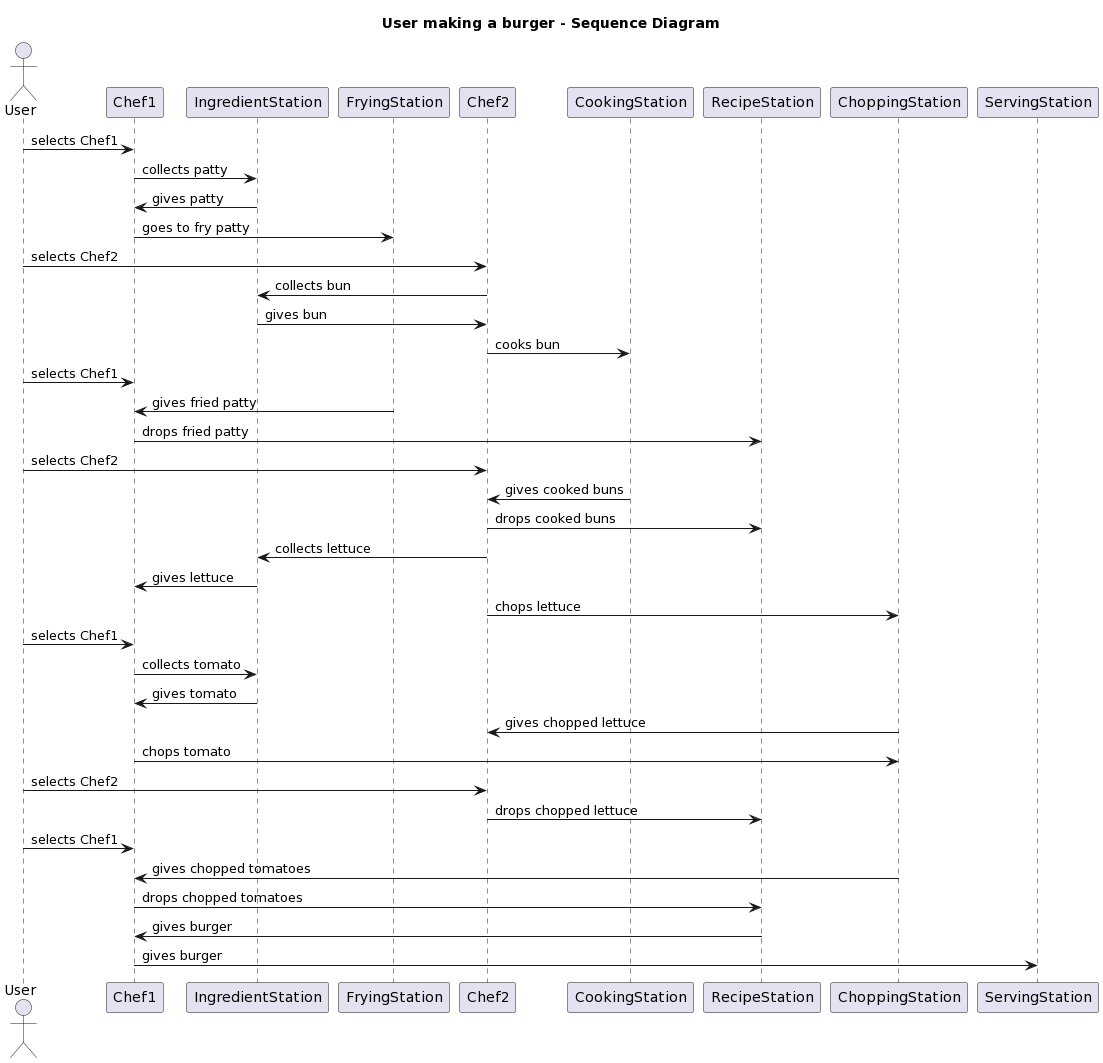 User making a burger - Sequence Diagram
User
Chef1
IngredientStation
FryingStation
Chef2
CookingStation
RecipeStation
ChoppingStation
ServingStation
selects Chef1
collects patty
gives patty
goes to fry patty
selects Chef2
collects bun
gives bun
cooks bun
selects Chef1
gives fried patty
drops fried patty
selects Chef2
gives cooked buns
drops cooked buns
collects lettuce
gives lettuce
chops lettuce
selects Chef1
collects tomato
gives tomato
gives chopped lettuce
chops tomato
selects Chef2
drops chopped lettuce
selects Chef1
gives chopped tomatoes
drops chopped tomatoes
gives burger
gives burger
User
Chef1
IngredientStation
FryingStation
Chef2
CookingStation
RecipeStation
ChoppingStation
ServingStation